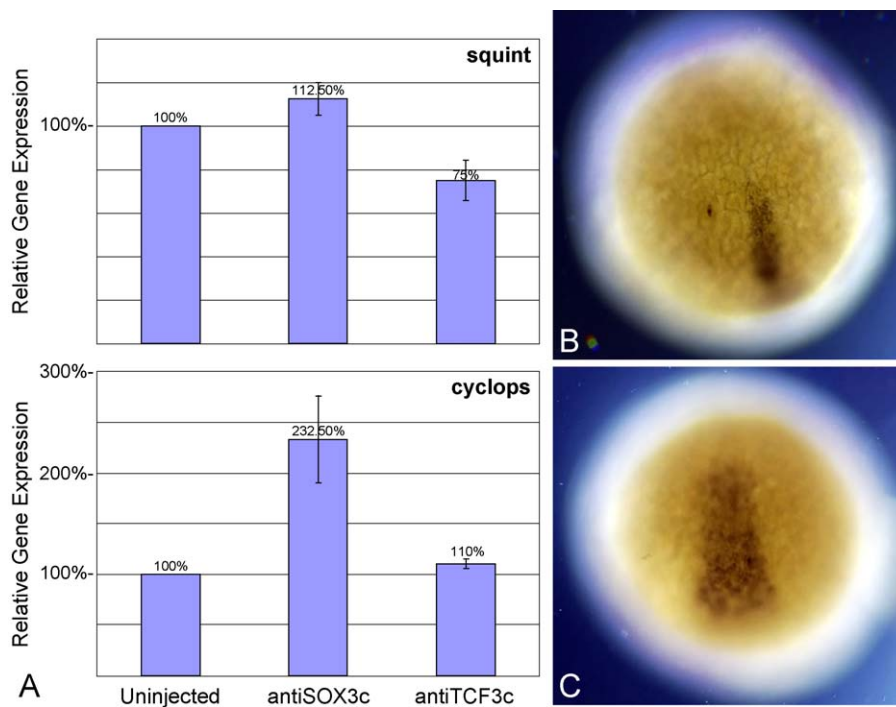 squint
Relative Gene Expression
100%-
100%
112.50%
75%
cyclops
Relative Gene Expression
300%-
200%-
100%-
100%
232.50%
110%
Uninjected antiSOX3c antiTCF3c
A
B
C